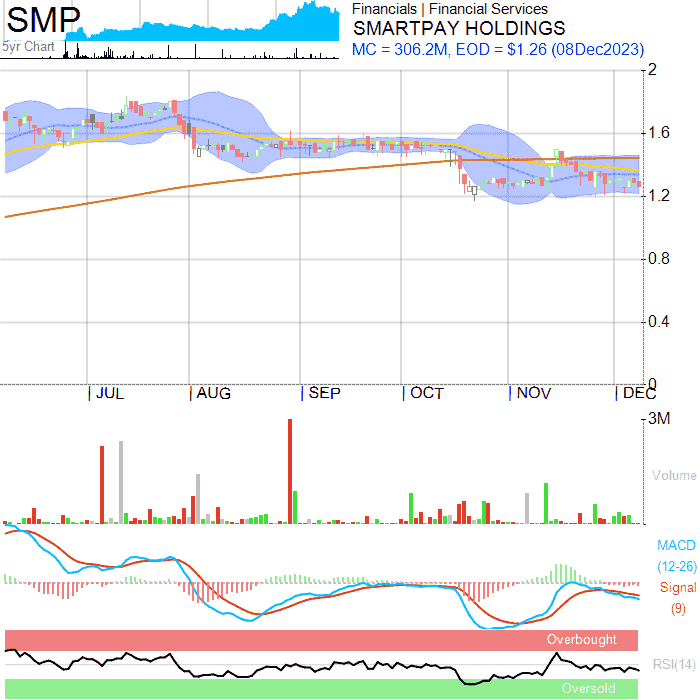 SMP
5yr Chart
Financials | Financial Services
SMARTPAY HOLDINGS
MC = 306.2M, EOD = $1.26 (08Dec2023)
2
1.6
1.2
0.8
0.4
0
JUL AUG SEP OCT NOV DEC
3M
Volume
MACD
(12-26)
Signal
(9)
Overbought
RSI(14)
Oversold